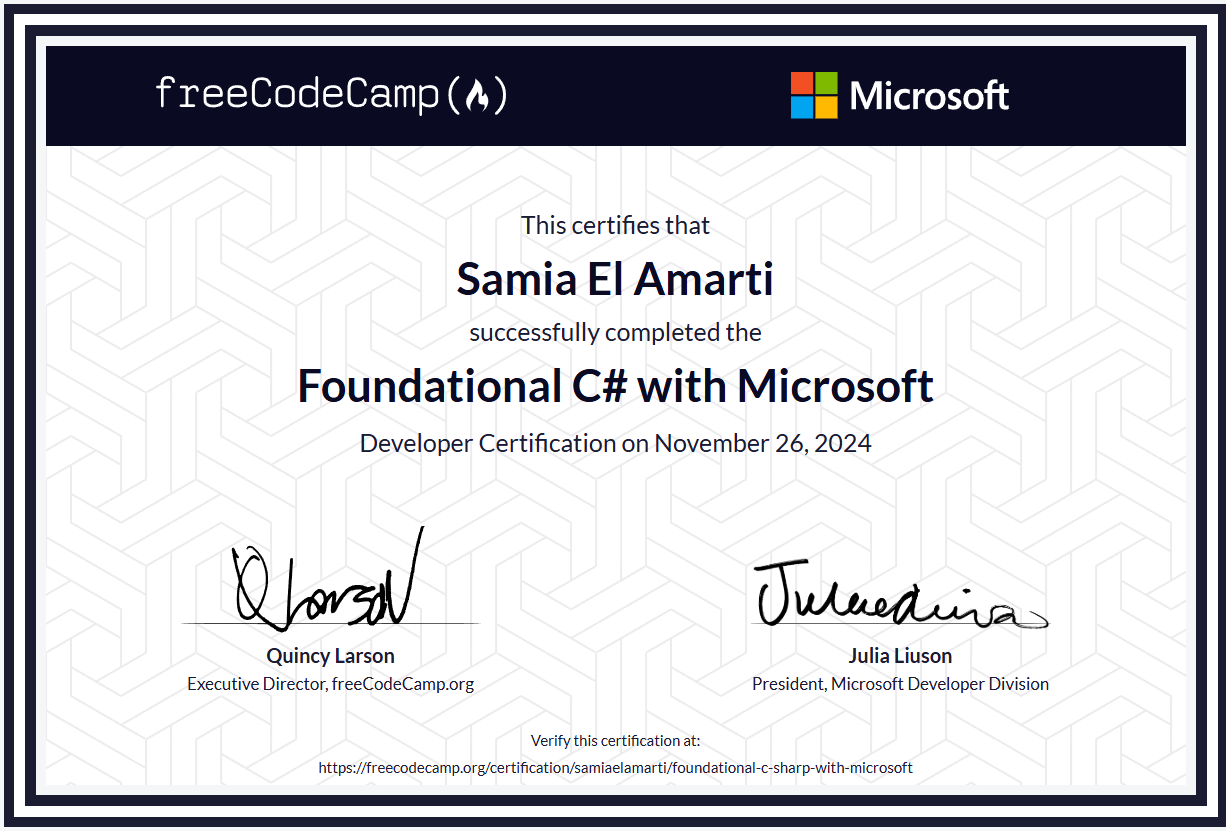 freeCodeCamp(🔥)
Microsoft
This certifies that
Samia El Amarti
successfully completed the
Foundational C# with Microsoft
Developer Certification on November 26, 2024
Quincy Larson
Executive Director, freeCodeCamp.org
Julia Liuson
President, Microsoft Developer Division
Verify this certification at:
https://freecodecamp.org/certification/samiaelamarti/foundational-c-sharp-with-microsoft